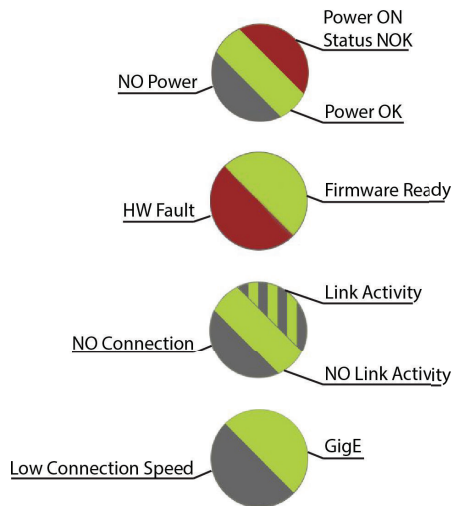 Power ON
Status NOK
NO Power
Power OK
Firmware Ready
HW Fault
Link Activity
NO Connection
NO Link Activity
GigE
Low Connection Speed